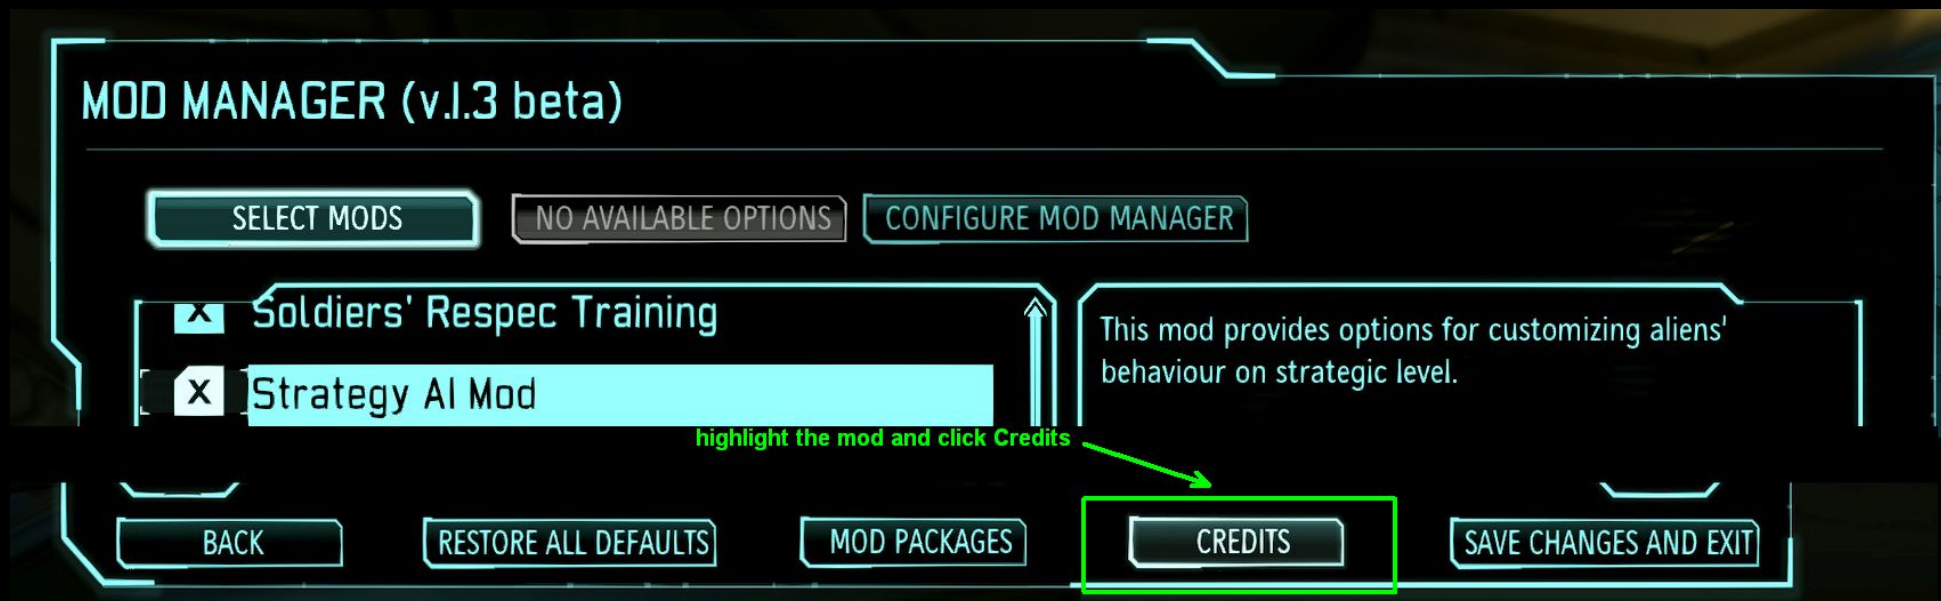 MOD MANAGER (v.1.3 beta)
SELECT MODS
NO AVAILABLE OPTIONS
CONFIGURE MOD MANAGER
X Soldiers' Respec Training
X Strategy AI Mod
This mod provides options for customizing aliens'
behaviour on strategic level.
highlight the mod and click Credits
BACK
RESTORE ALL DEFAULTS
MOD PACKAGES
CREDITS
SAVE CHANGES AND EXIT